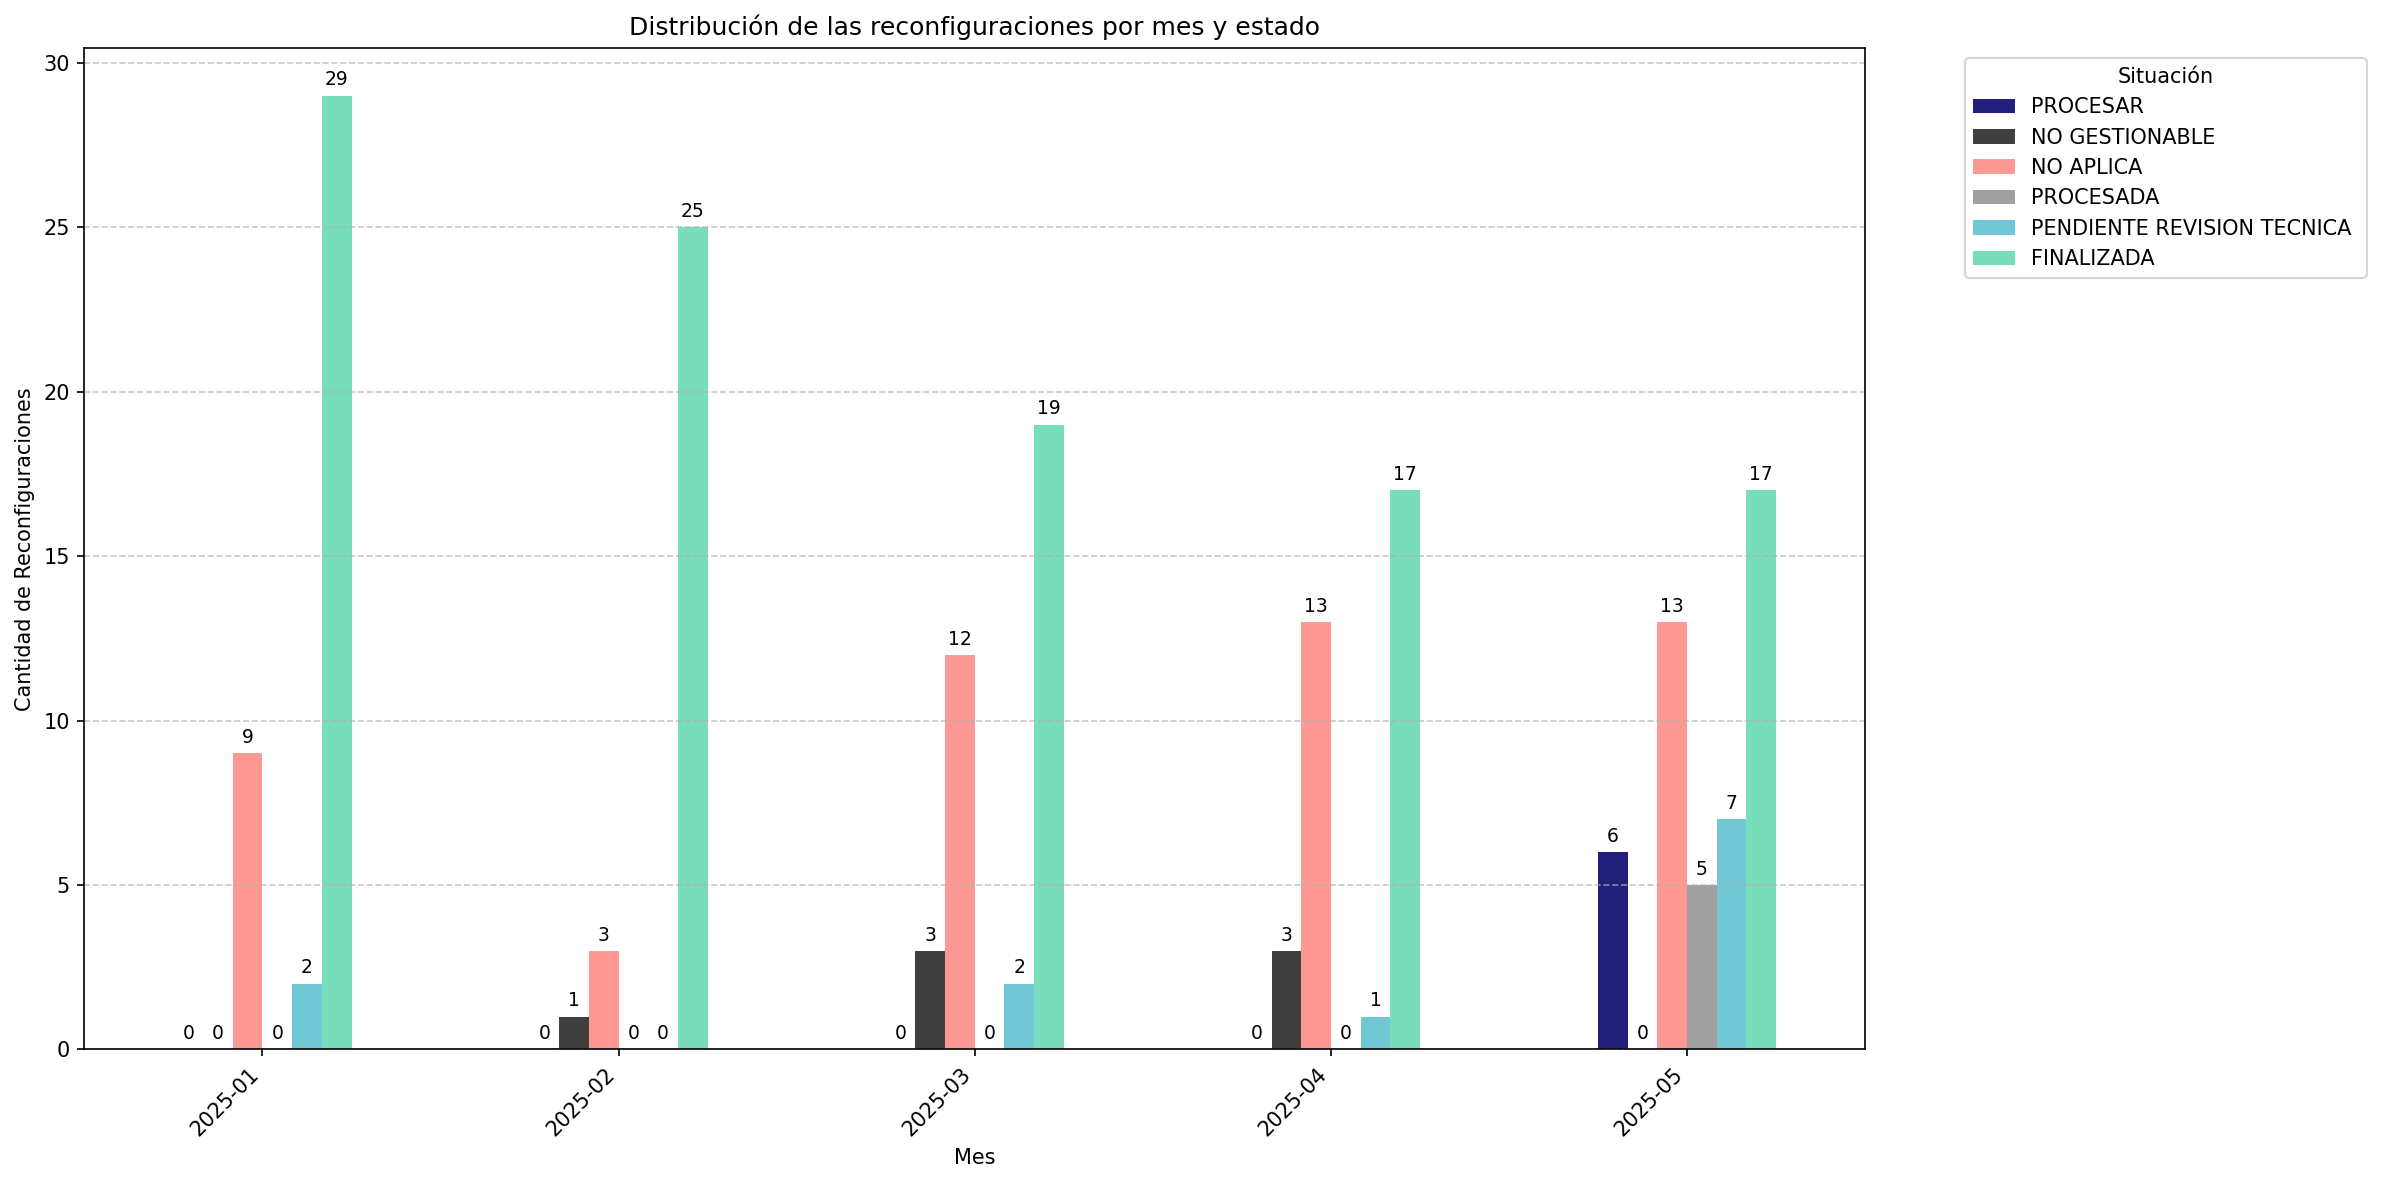 Distribución de las reconfiguraciones por mes y estado
Cantidad de Reconfiguraciones
30
25
20
15
10
5
0
0 0 9 0 2 29
0 1 3 0 0 25
0 3 12 0 2 19
0 3 13 0 1 17
6 0 13 5 7 17
2025-01
2025-02
2025-03
2025-04
2025-05
Mes
Situación
PROCESAR
NO GESTIONABLE
NO APLICA
PROCESADA
PENDIENTE REVISION TECNICA
FINALIZADA